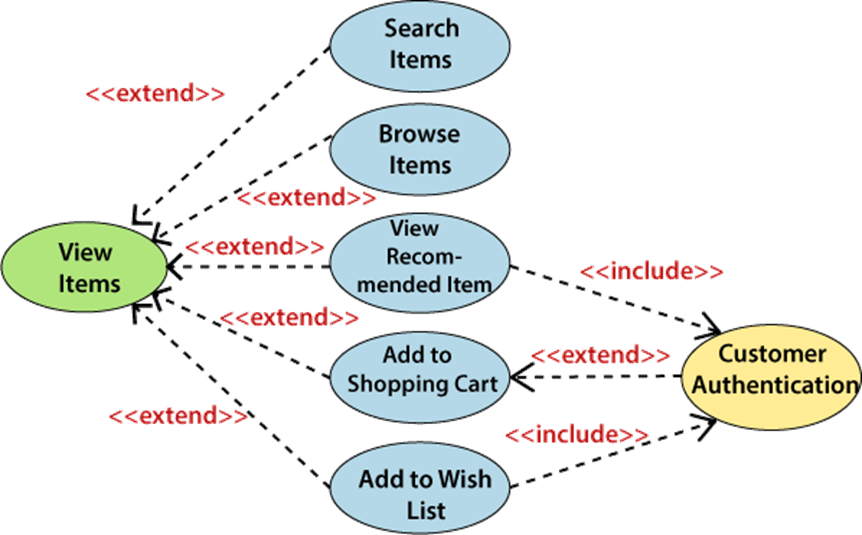 Search
Items
<<extend>>
Browse
Items
<<extend>>
View
Recom-
mended Item
<<extend>>
View
Items
<<include>>
<<extend>>
Add to
Shopping Cart
<<extend>>
Customer
Authentication
<<extend>>
<<include>>
Add to Wish
List